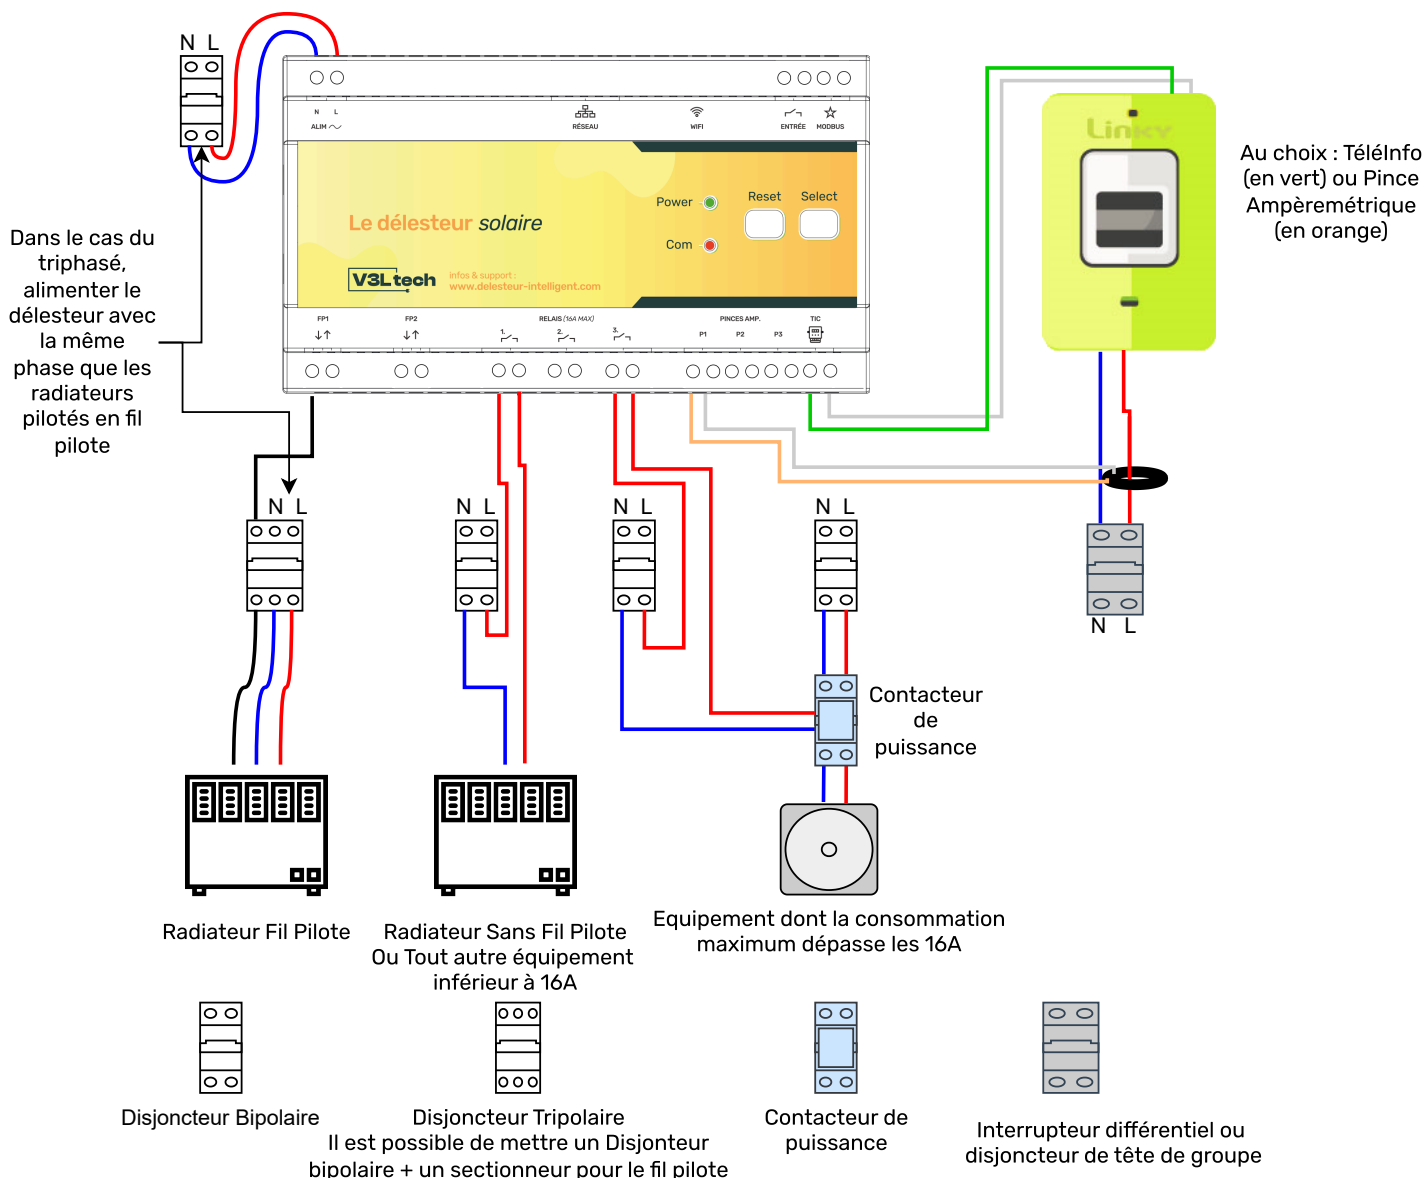 N L
N L
ALIM
RÉSEAU
WIFI
ENTRÉE
MODBUS
Linky
Au choix : TéléInfo
(en vert) ou Pince
Ampèremétrique
(en orange)
Le délesteur solaire
Power
Com
Reset
Select
V3Ltech
infos & support :
www.delesteur-intelligent.com
Dans le cas du
triphasé,
alimenter le
délesteur avec
la même
phase que les
radiateurs
pilotés en fil
pilote
FP1
FP2
RELAIS (16A MAX)
1.
2.
3.
PINCES AMP.
P1
P2
P3
TIC
N L
N L
N L
N L
N L
Contacteur
de
puissance
Radiateur Fil Pilote
Radiateur Sans Fil Pilote
Ou Tout autre équipement
inférieur à 16A
Equipement dont la consommation
maximum dépasse les 16A
Disjoncteur Bipolaire
Disjoncteur Tripolaire
Il est possible de mettre un Disjonteur
bipolaire + un sectionneur pour le fil pilote
Contacteur de
puissance
Interrupteur différentiel ou
disjoncteur de tête de groupe